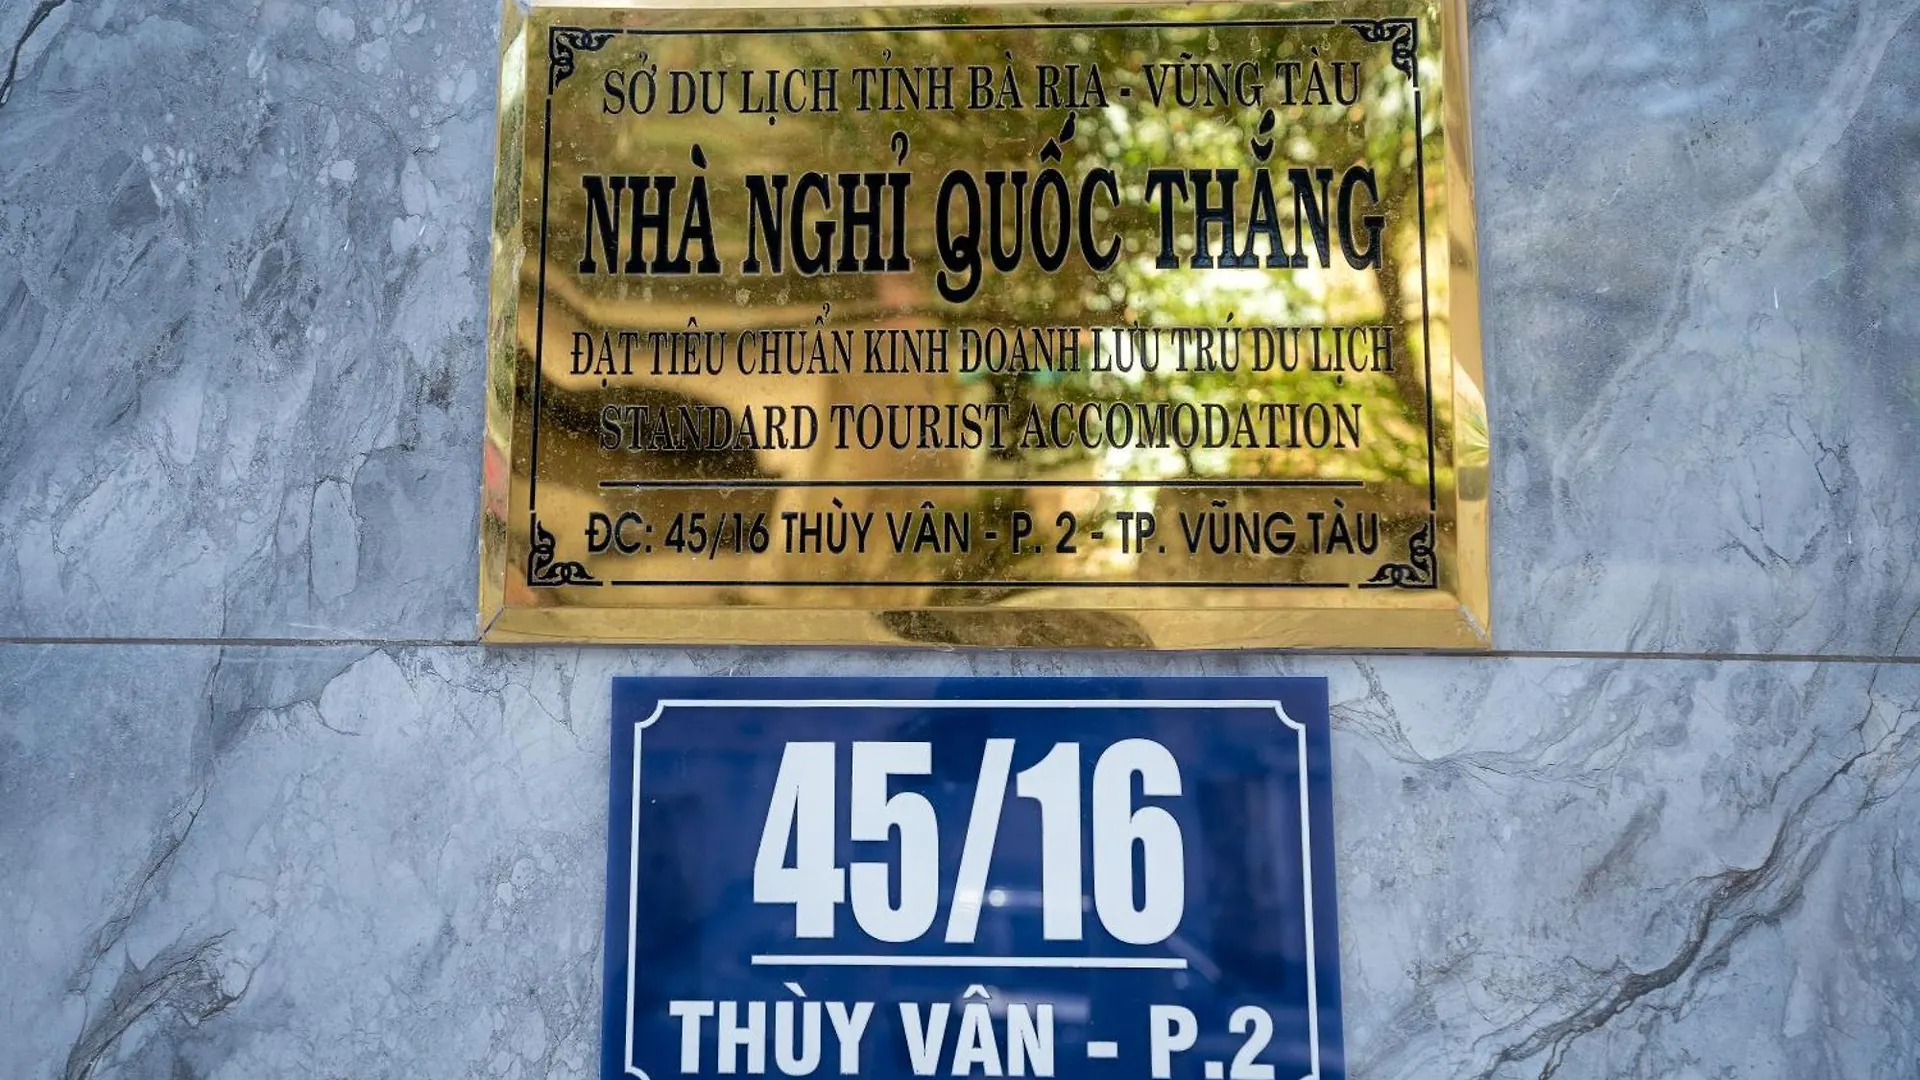 SỞ DU LỊCH TỈNH BÀ RỊA - VŨNG TÀU
NHÀ NGHỈ QUỐC THẮNG
ĐẠT TIÊU CHUẨN KINH DOANH LƯU TRÚ DU LỊCH
STANDARD TOURIST ACCOMODATION
ĐC: 45/16 THÙY VÂN - P. 2 - TP. VŨNG TÀU
45/16
THÙY VÂN - P.2